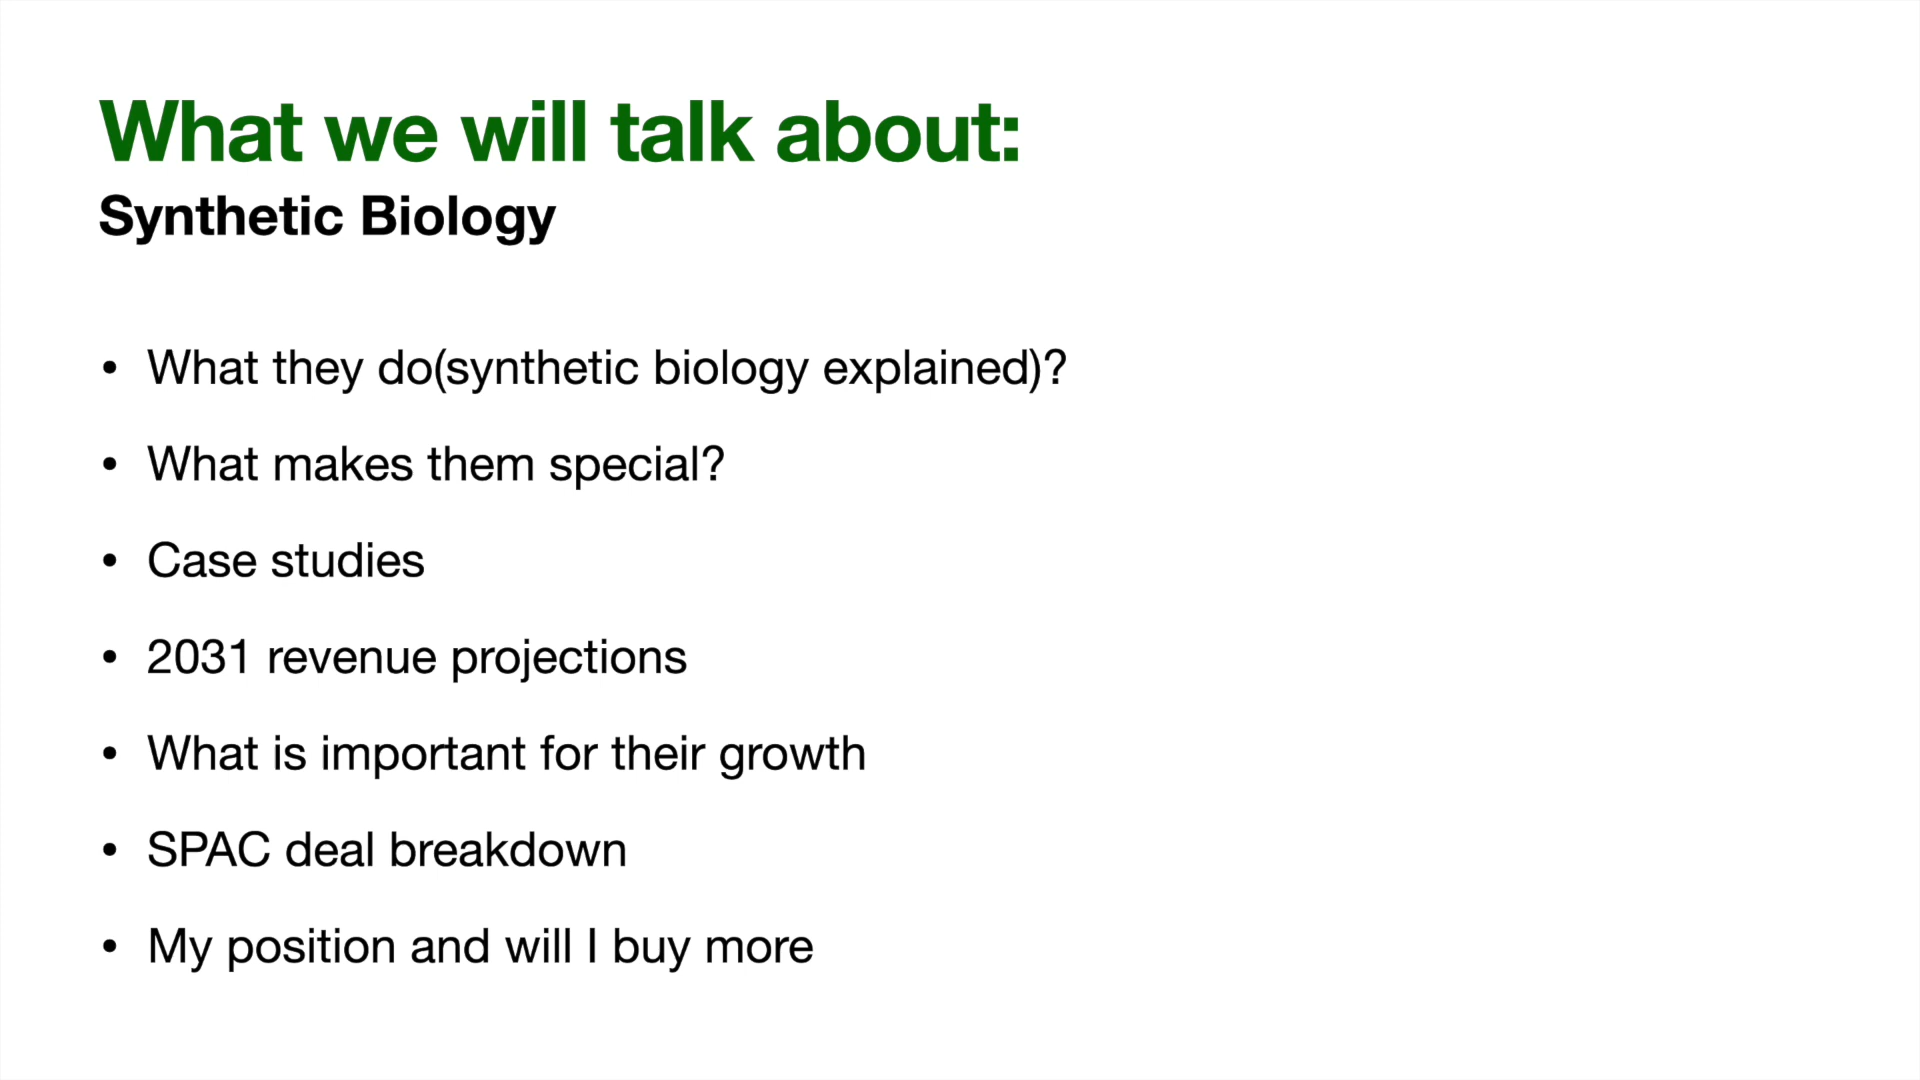 What we will talk about:
Synthetic Biology
• What they do(synthetic biology explained)?
• What makes them special?
• Case studies
• 2031 revenue projections
• What is important for their growth
• SPAC deal breakdown
• My position and will I buy more